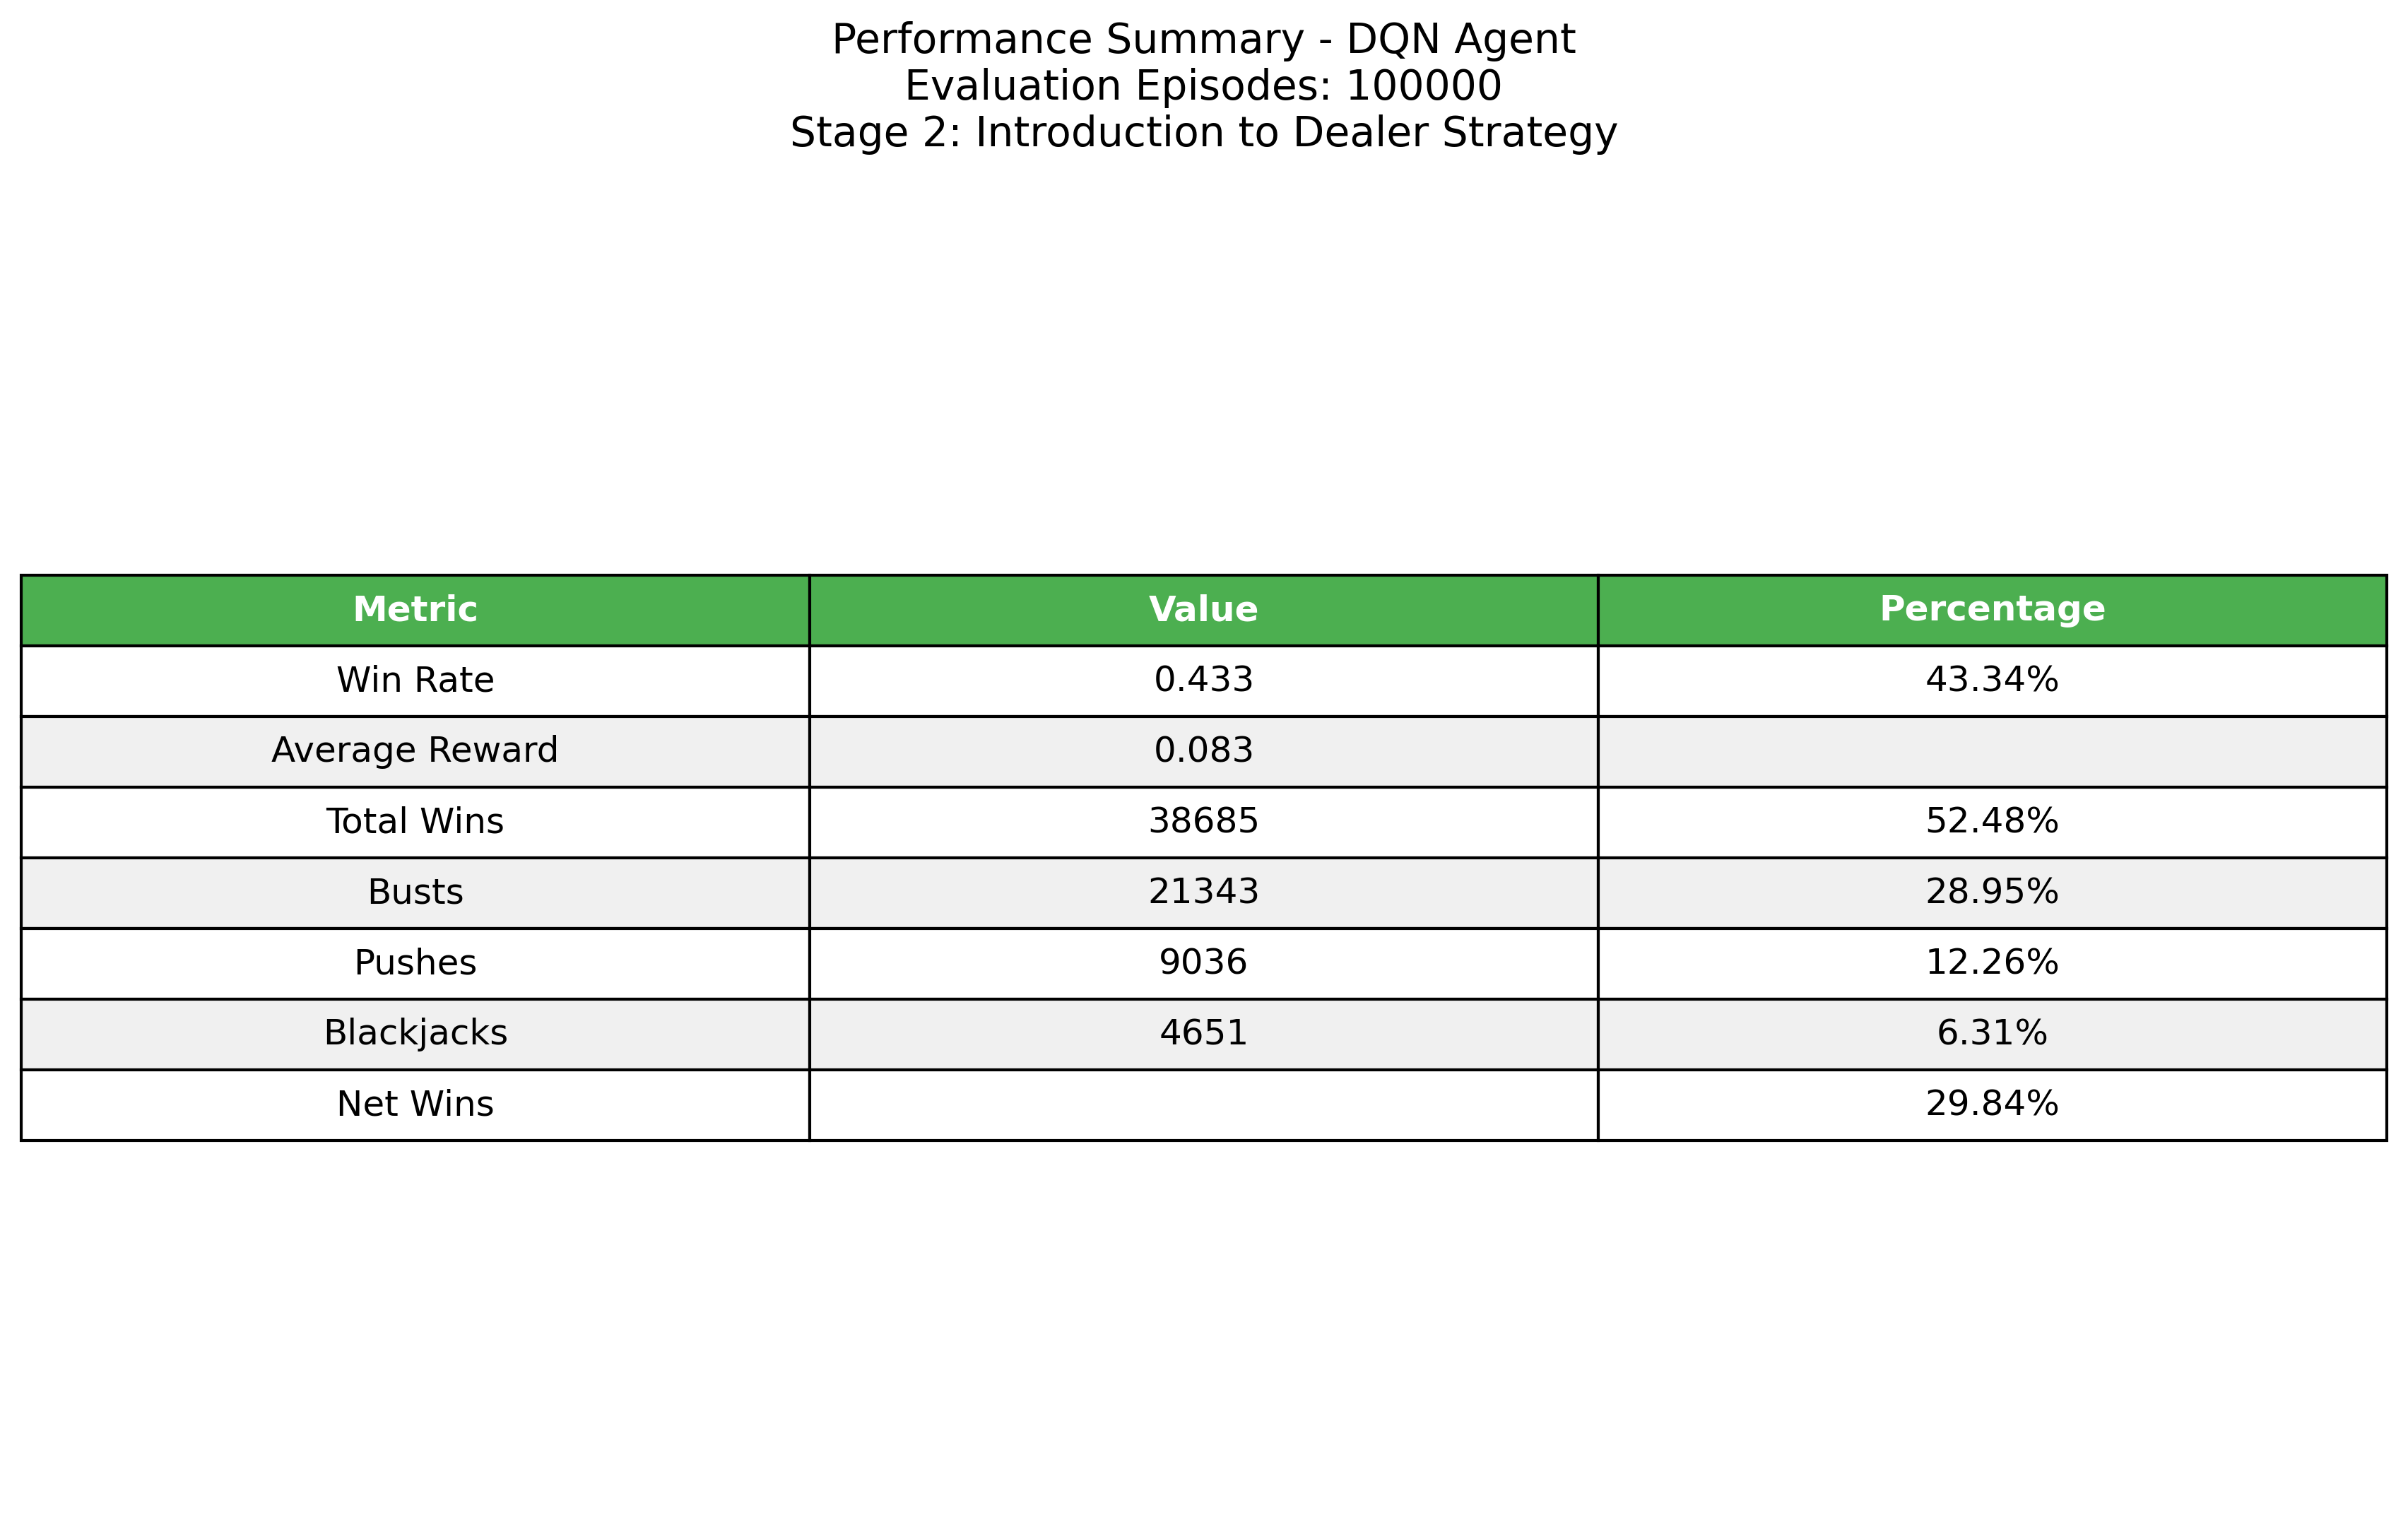 Performance Summary - DQN Agent
Evaluation Episodes: 100000
Stage 2: Introduction to Dealer Strategy
Metric Value Percentage
Win Rate 0.433 43.34%
Average Reward 0.083
Total Wins 38685 52.48%
Busts 21343 28.95%
Pushes 9036 12.26%
Blackjacks 4651 6.31%
Net Wins 29.84%